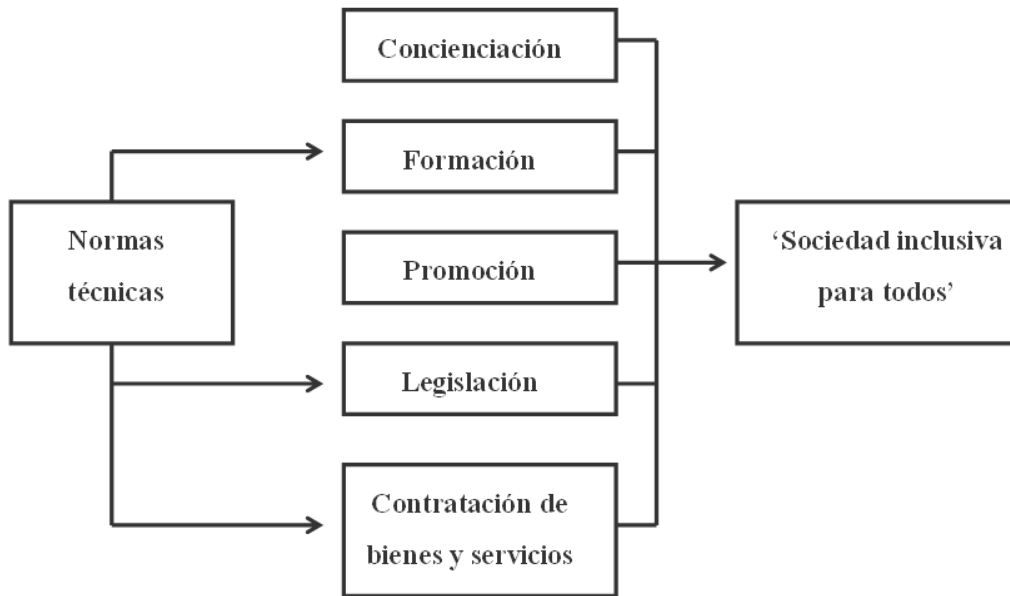 Concienciación
Formación
Normas
técnicas
Promoción
‘Sociedad inclusiva
para todos’
Legislación
Contratación de
bienes y servicios